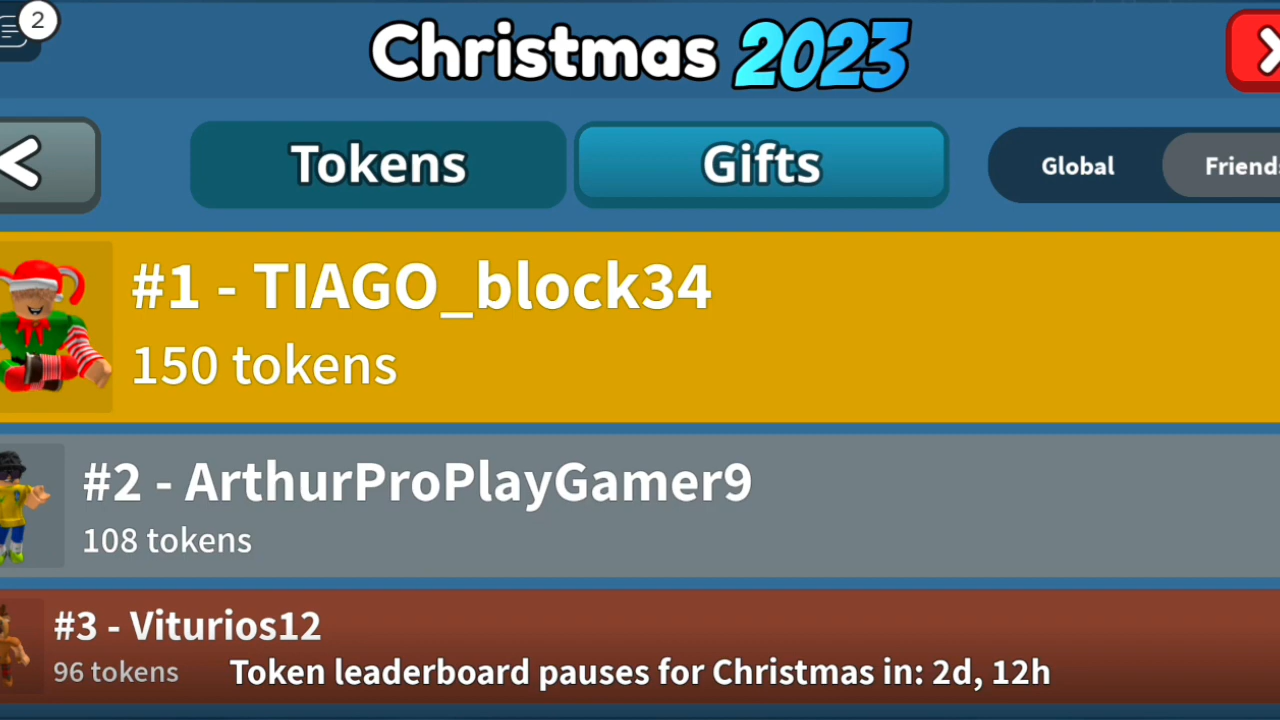 2
Christmas 2023
Tokens
Gifts
Global
Friends
#1 - TIAGO_block34
150 tokens
#2 - ArthurProPlayGamer9
108 tokens
#3 - Viturios12
96 tokens
Token leaderboard pauses for Christmas in: 2d, 12h